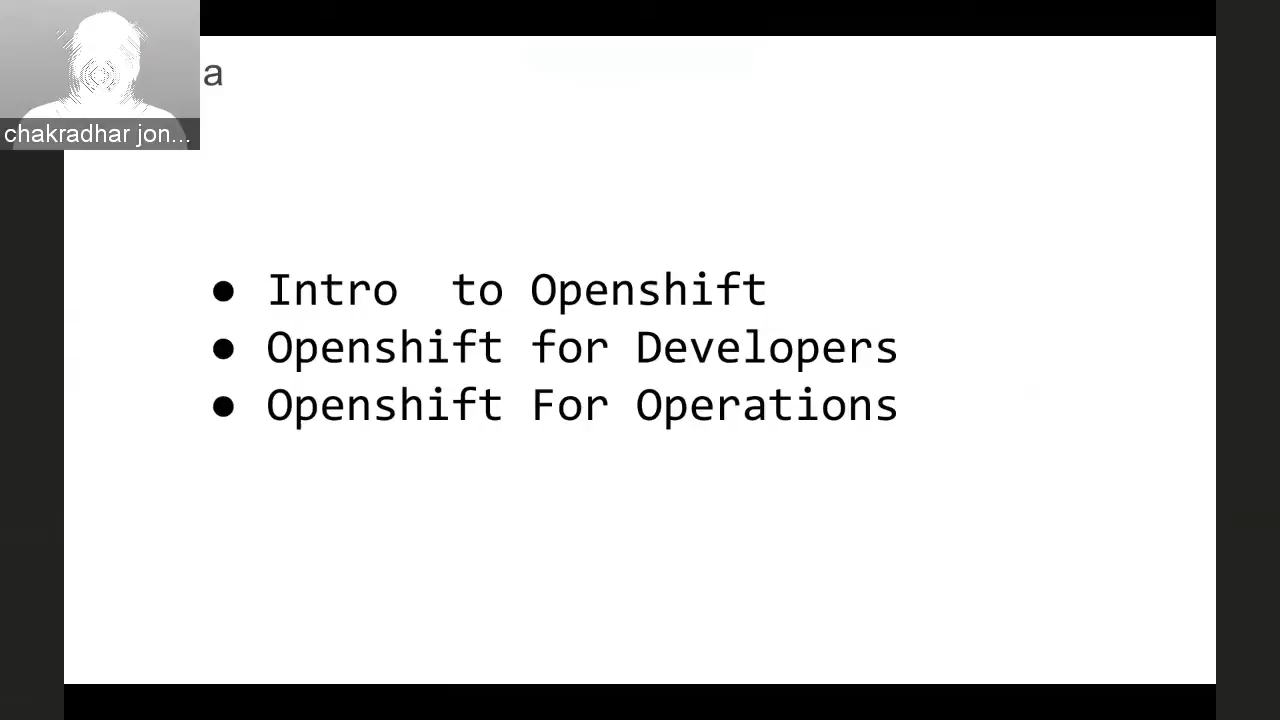 a
chakradhar jon...
● Intro  to Openshift
● Openshift for Developers
● Openshift For Operations